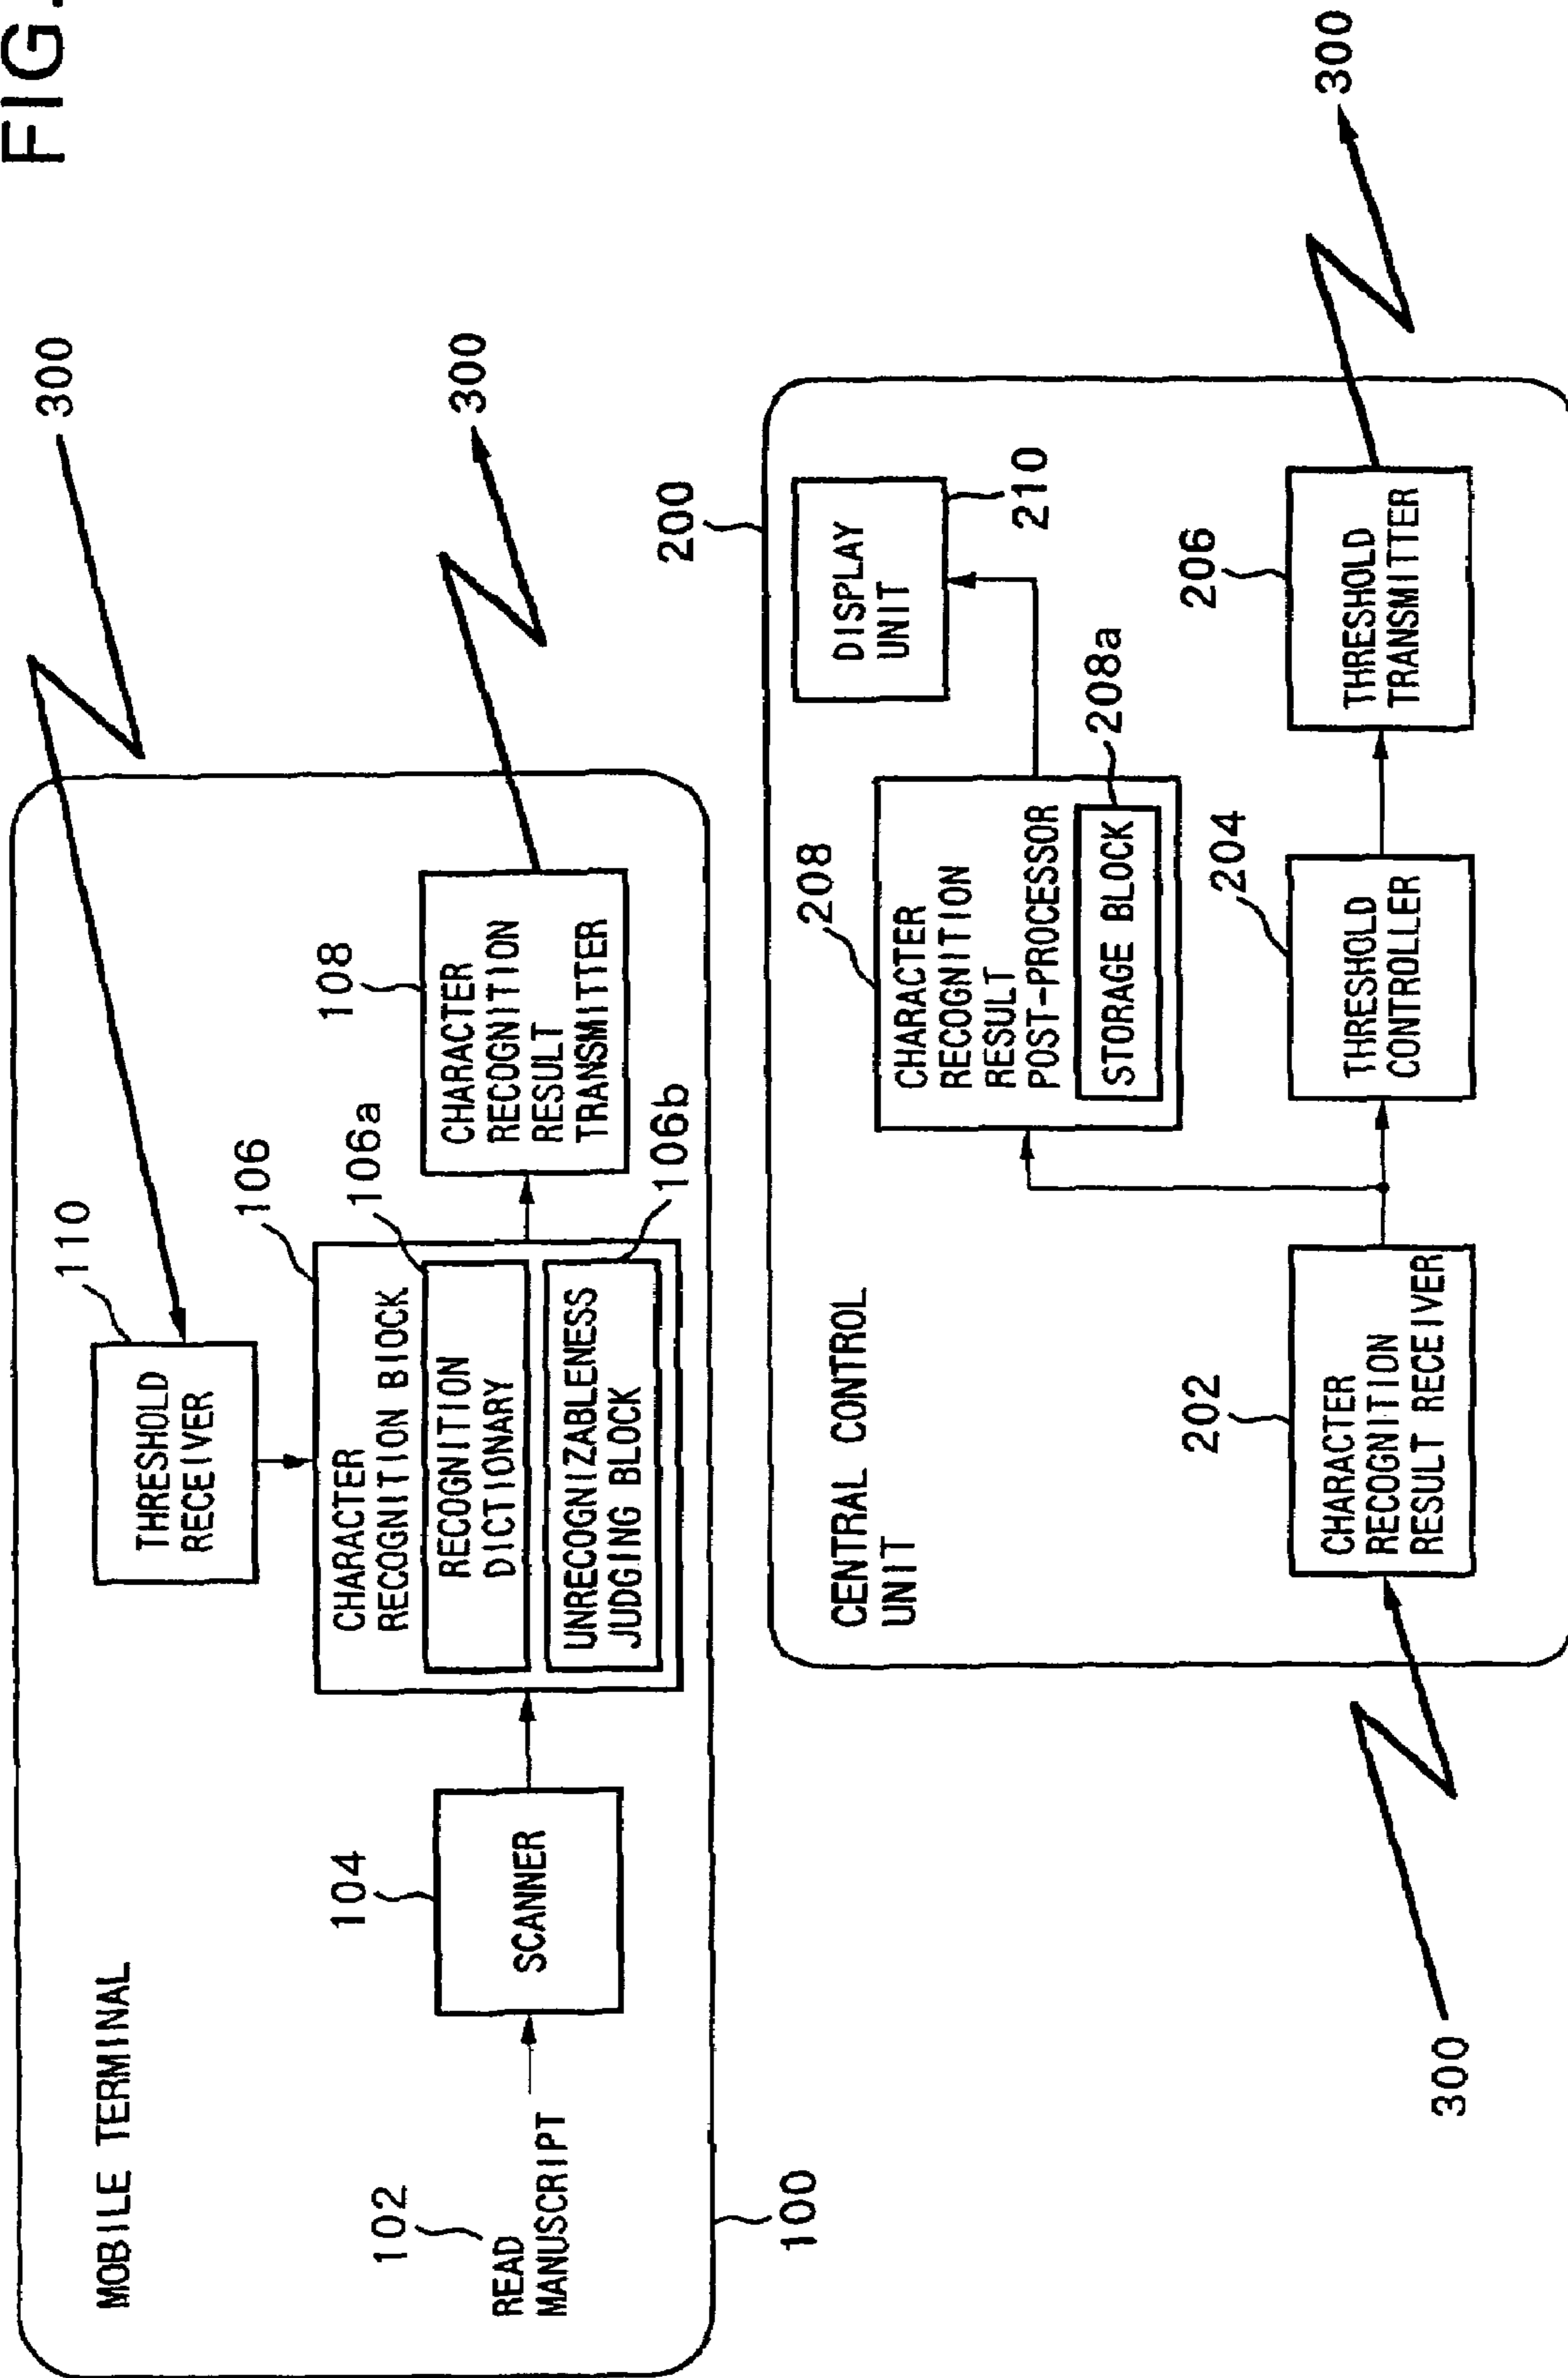 FIG.
MOBILE TERMINAL
300
110
THRESHOLD
RECEIVER
106
CHARACTER
RECOGNITION BLOCK
106a
RECOGNITION
DICTIONARY
106b
UNRECOGNIZABLENESS
JUDGING BLOCK
102
READ
MANUSCRIPT
104
SCANNER
108
CHARACTER
RECOGNITION
RESULT
TRANSMITTER
300
100
200
CENTRAL CONTROL
UNIT
208
CHARACTER
RECOGNITION
RESULT
POST-PROCESSOR
208a
STORAGE BLOCK
DISPLAY
UNIT
210
300
202
CHARACTER
RECOGNITION
RESULT RECEIVER
204
THRESHOLD
CONTROLLER
206
THRESHOLD
TRANSMITTER
300